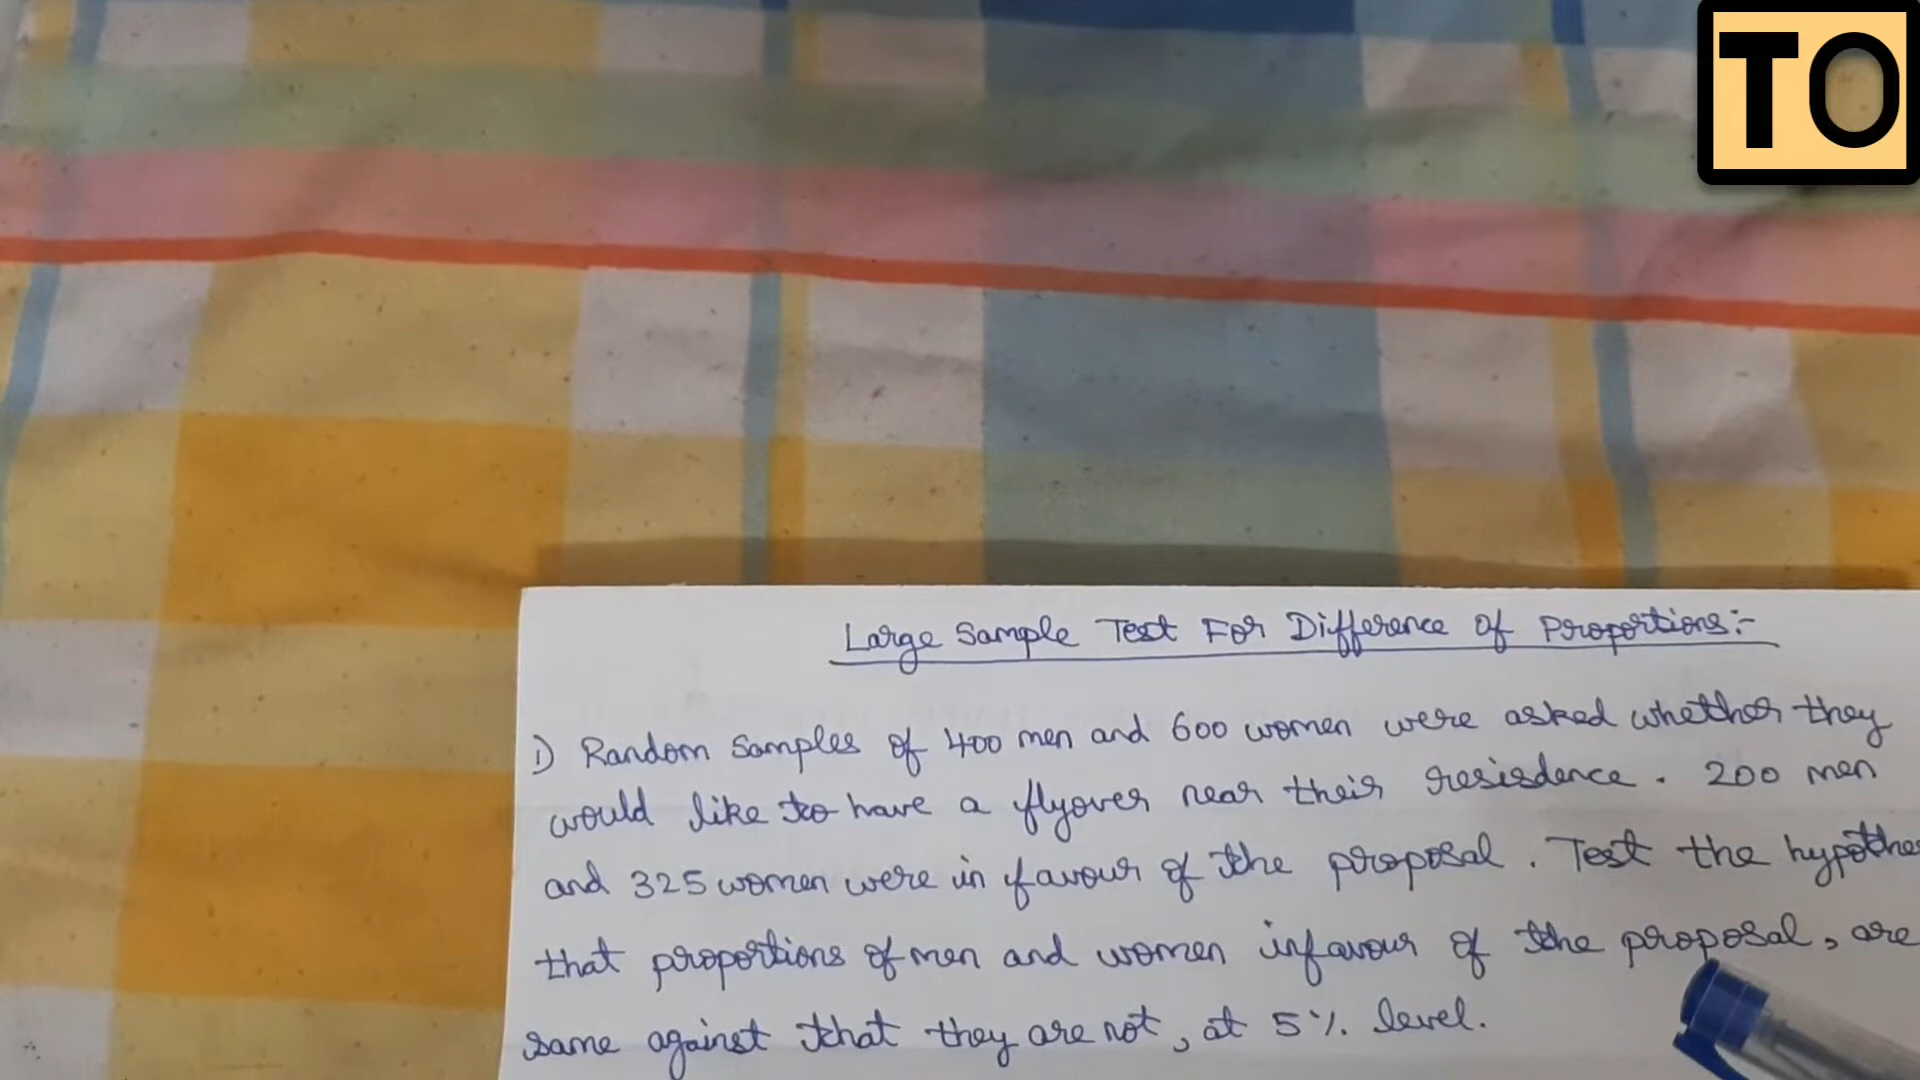 TO
Large Sample Test For Difference of Proportions:-
1) Random Samples of 400 men and 600 women were asked whether they
would like to have a flyover near their resisdence. 200 men
and 325 women were in favour of the proposal. Test the hypothes
that proportions of men and women infavour of the proposal, are
same against that they are not, at 5% level.